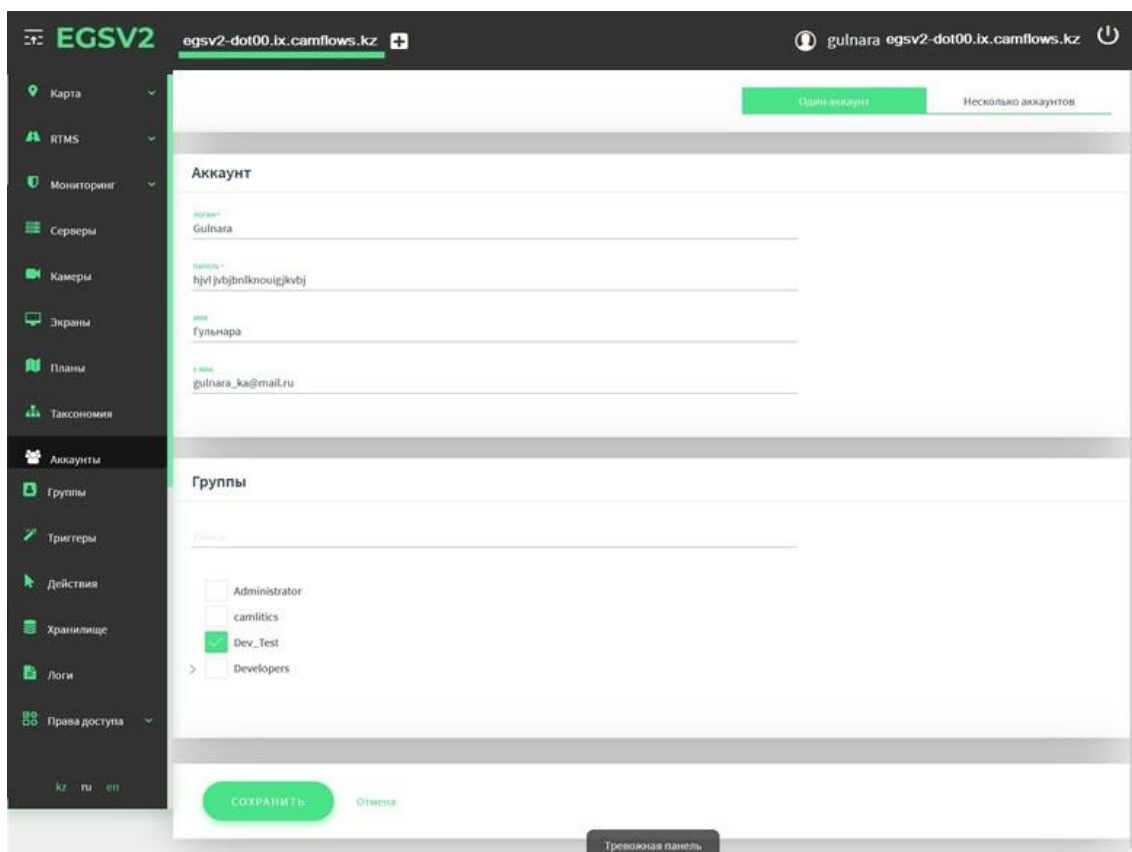 EGSV2
egsv2-dot00.ix.camflows.kz
gulnara egsv2-dot00.ix.camflows.kz
Карта
RTMS
Мониторинг
Серверы
Камеры
Экраны
Планы
Таксономия
Аккаунты
Группы
Триггеры
Действия
Хранилище
Логи
Права доступа
kz ru en
Один аккаунт
Несколько аккаунтов
Аккаунт
логин *
Gulnara
hjvl jvbjbnlknouigjkvbj
имя
Гульнара
gulnara_ka@mail.ru
Группы
Поиск
Administrator
camlitics
Dev_Test
Developers
СОХРАНИТЬ
Отмена
Тревожная панель